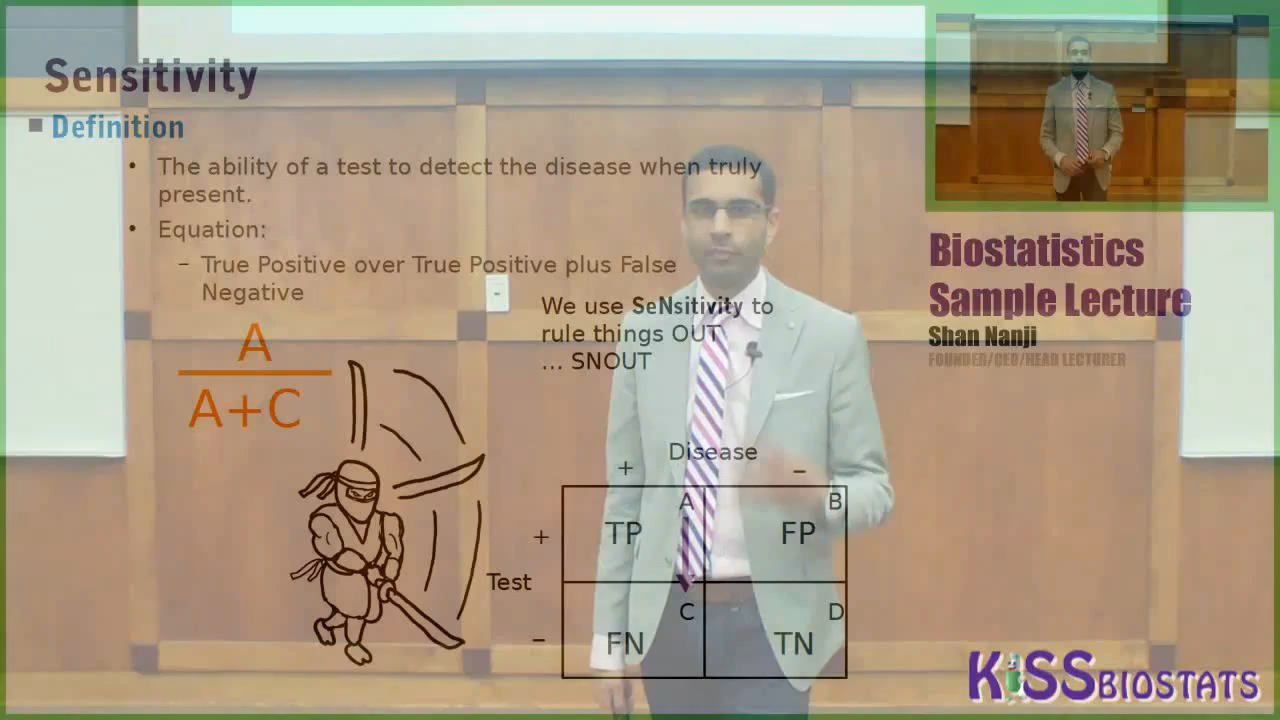 Sensitivity
Definition
• The ability of a test to detect the disease when truly
present.
• Equation:
– True Positive over True Positive plus False
Negative
A
A+C
We use SeNsitivity to
rule things OUT
... SNOUT
Disease
+ –
A B
+ TP FP
Test
C D
– FN TN
Biostatistics
Sample Lecture
Shan Nanji
FOUNDER/CEO/HEAD LECTURER
KiSSBIOSTATS